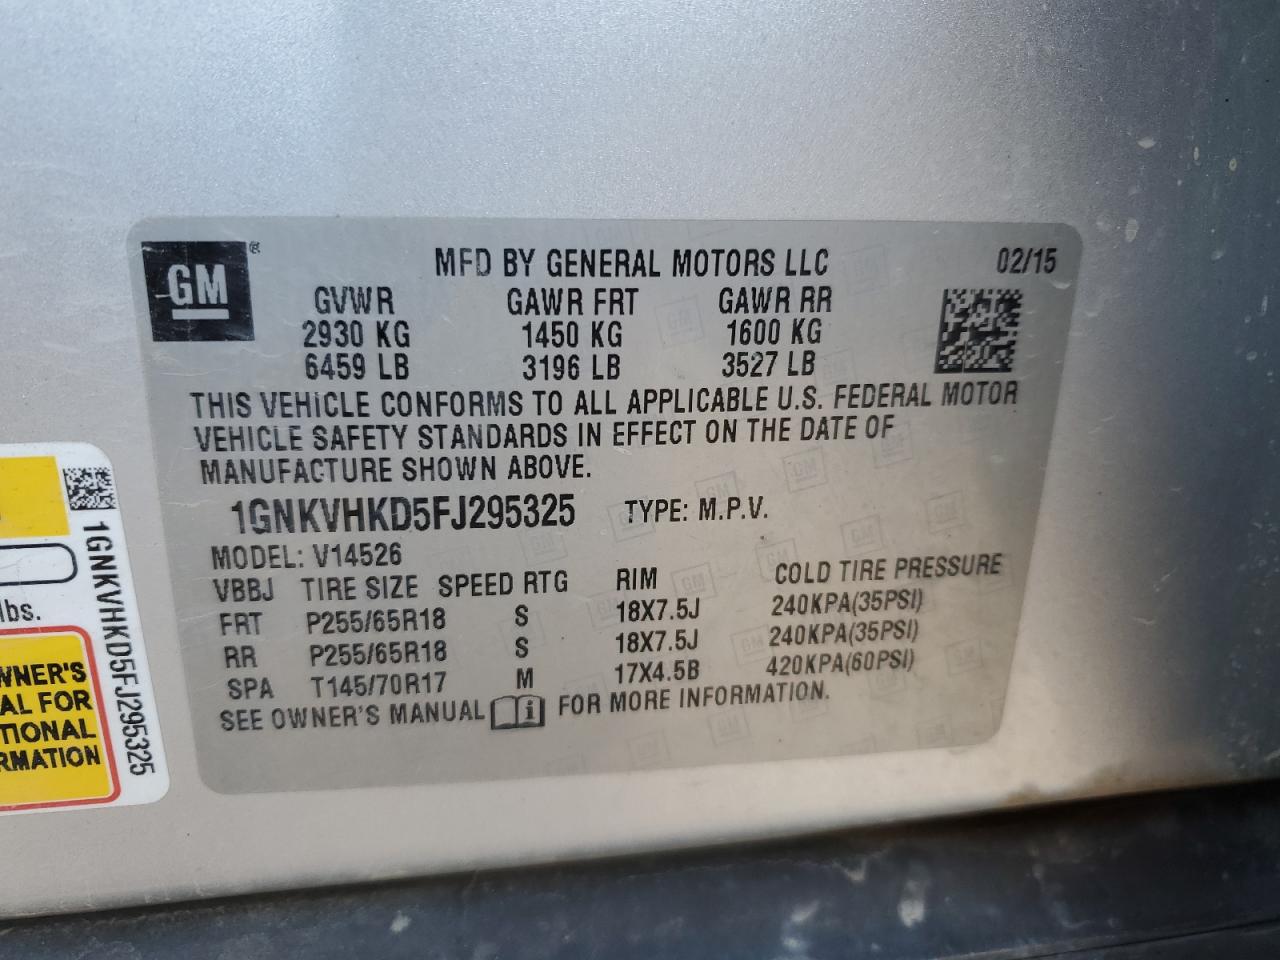 GM ®
MFD BY GENERAL MOTORS LLC 02/15
GVWR GAWR FRT GAWR RR
2930 KG 1450 KG 1600 KG
6459 LB 3196 LB 3527 LB
THIS VEHICLE CONFORMS TO ALL APPLICABLE U.S. FEDERAL MOTOR
VEHICLE SAFETY STANDARDS IN EFFECT ON THE DATE OF
MANUFACTURE SHOWN ABOVE.
1GNKVHKD5FJ295325 TYPE: M.P.V.
MODEL: V14526
VBBJ TIRE SIZE SPEED RTG RIM COLD TIRE PRESSURE
FRT P255/65R18 S 18X7.5J 240KPA(35PSI)
RR P255/65R18 S 18X7.5J 240KPA(35PSI)
SPA T145/70R17 M 17X4.5B 420KPA(60PSI)
SEE OWNER'S MANUAL i FOR MORE INFORMATION.
1GNKVHKD5FJ295325
lbs.
WNER'S
AL FOR
TIONAL
RMATION